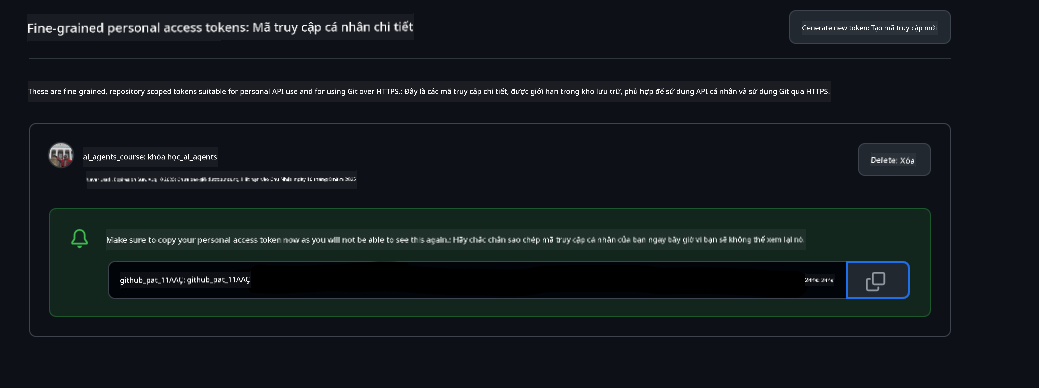 Fine-grained personal access tokens: Mã truy cập cá nhân chi tiết
Generate new token: Tạo mã truy cập mới
These are fine-grained, repository scoped tokens suitable for personal API use and for using Git over HTTPS.: Đây là các mã truy cập chi tiết, được giới hạn trong kho lưu trữ, phù hợp để sử dụng API cá nhân và sử dụng Git qua HTTPS.
ai_agents_course: khóa học_ai_agents
Delete: Xóa
Make sure to copy your personal access token now as you will not be able to see this again.: Hãy chắc chắn sao chép mã truy cập cá nhân của bạn ngay bây giờ vì bạn sẽ không thể xem lại nó.
github_pat_11AAÇ: github_pat_11AAÇ